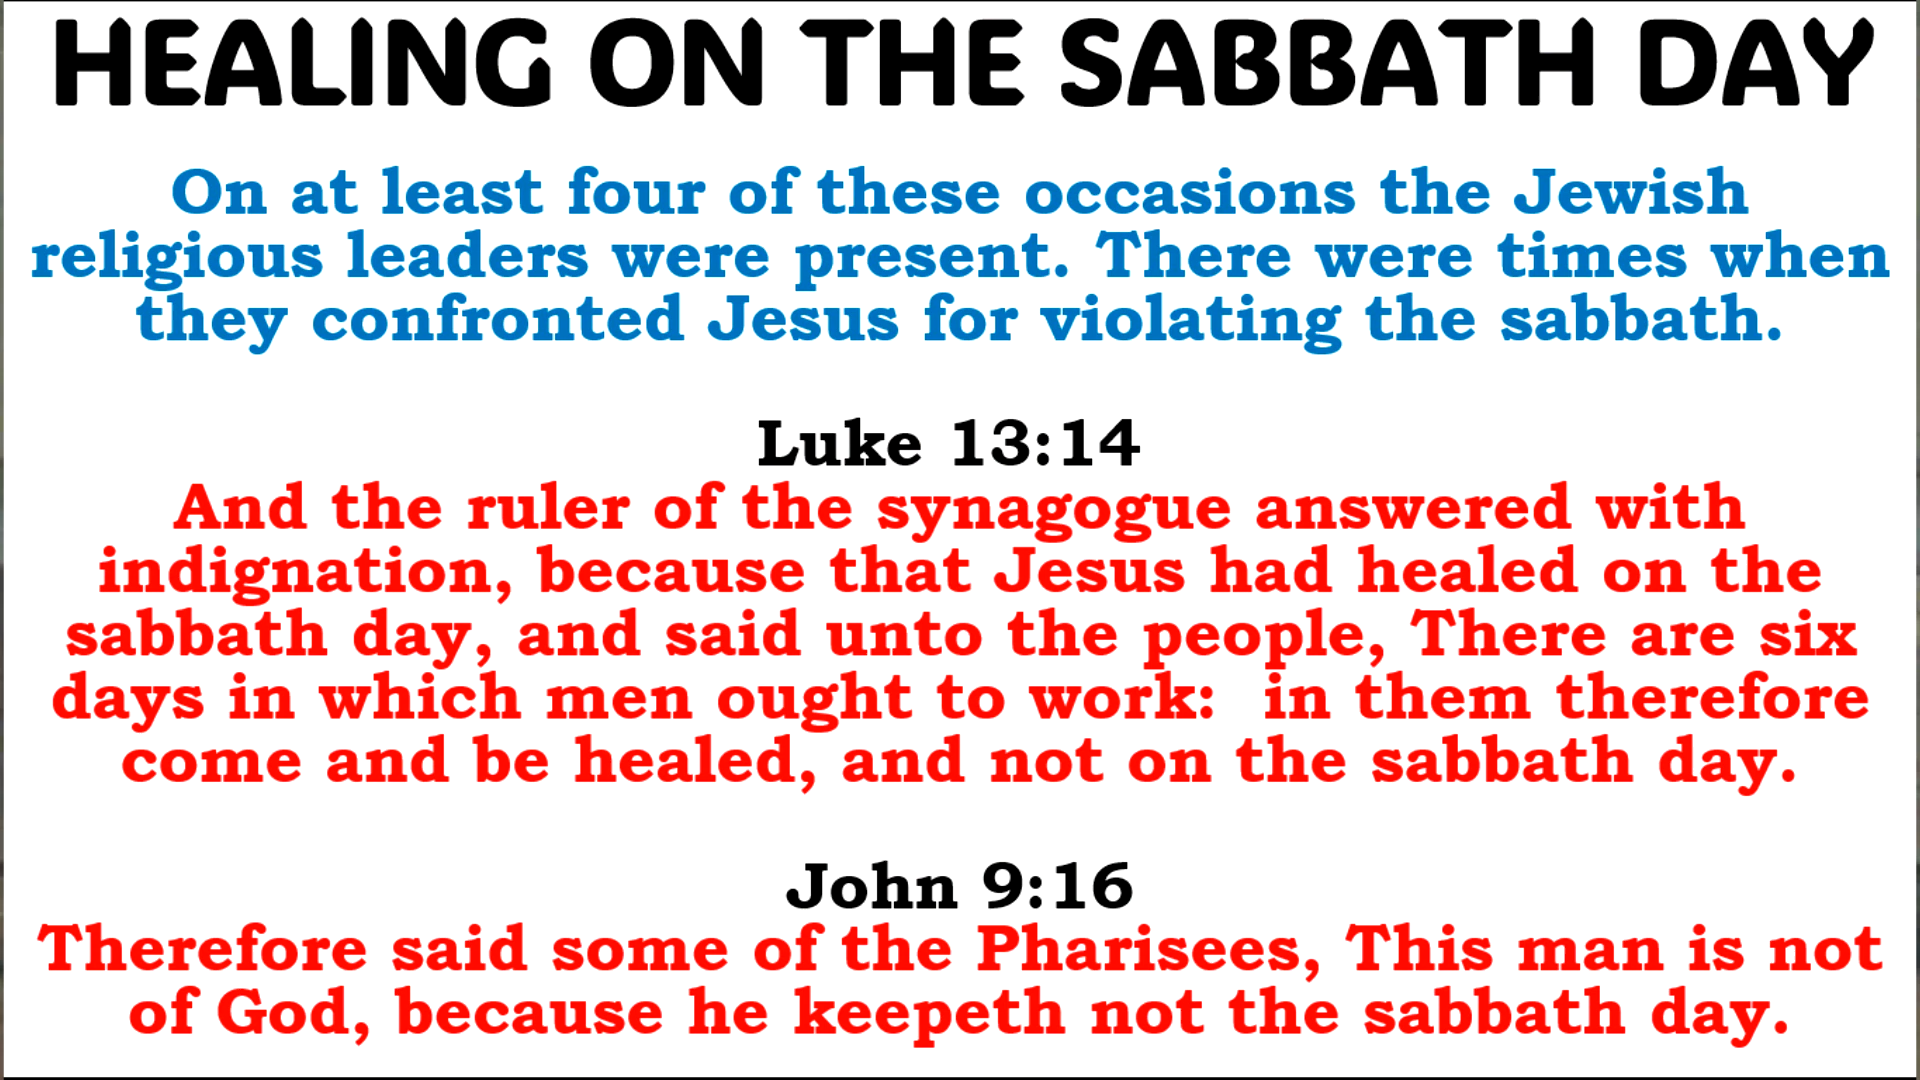 HEALING ON THE SABBATH DAY
On at least four of these occasions the Jewish
religious leaders were present. There were times when
they confronted Jesus for violating the sabbath.
Luke 13:14
And the ruler of the synagogue answered with
indignation, because that Jesus had healed on the
sabbath day, and said unto the people, There are six
days in which men ought to work:  in them therefore
come and be healed, and not on the sabbath day.
John 9:16
Therefore said some of the Pharisees, This man is not
of God, because he keepeth not the sabbath day.